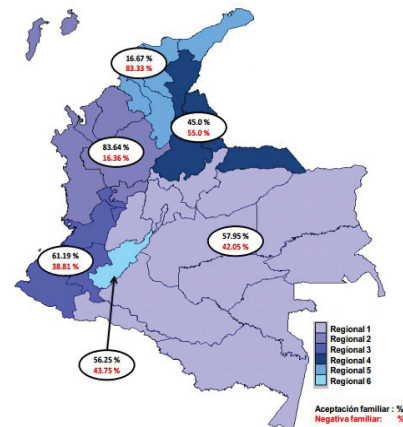 16.67 %
83.33 %
45.0 %
55.0 %
83.64 %
16.36 %
57.95 %
42.05 %
61.19 %
38.81 %
56.25 %
43.75 %
Regional 1
Regional 2
Regional 3
Regional 4
Regional 5
Regional 6
Aceptación familiar : %
Negativa familiar: %